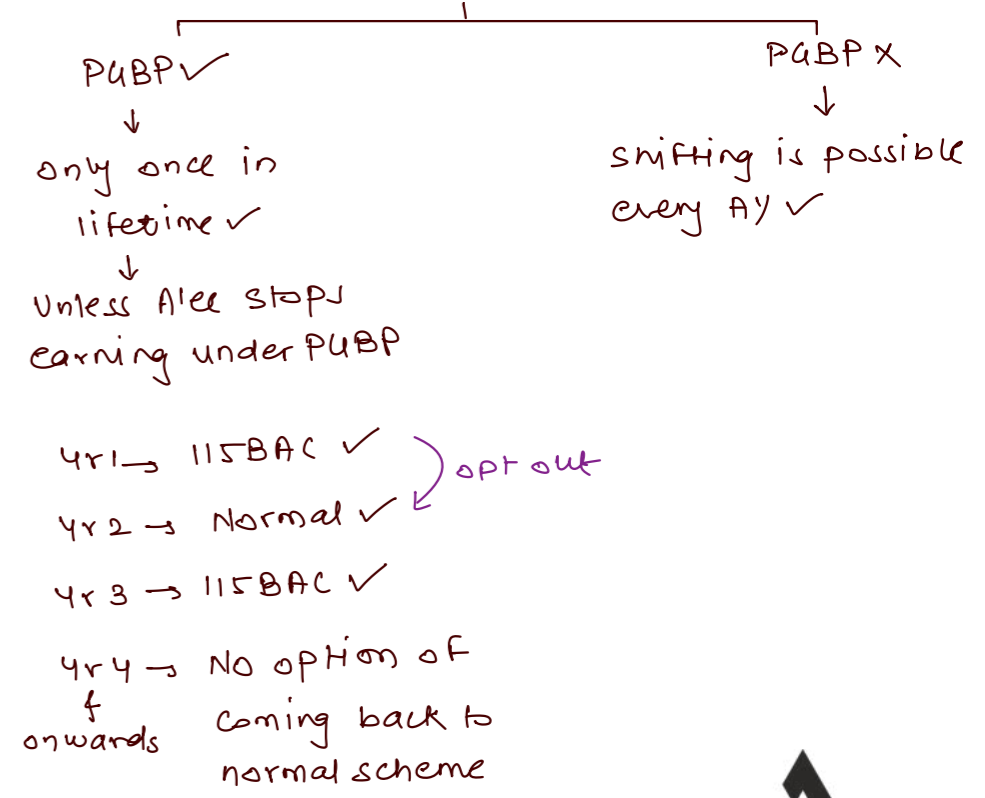 PGBP✓
↓
only once in
lifetime ✓
↓
Unless A'ee stops
earning under PGBP
PGBP X
↓
Shifting is possible
every AY ✓
Yr1 → 115BAC ✓
opt out
Yr 2 → Normal ✓
Yr 3 → 115BAC ✓
Yr 4 → No option of
& onwards
coming back to
normal scheme